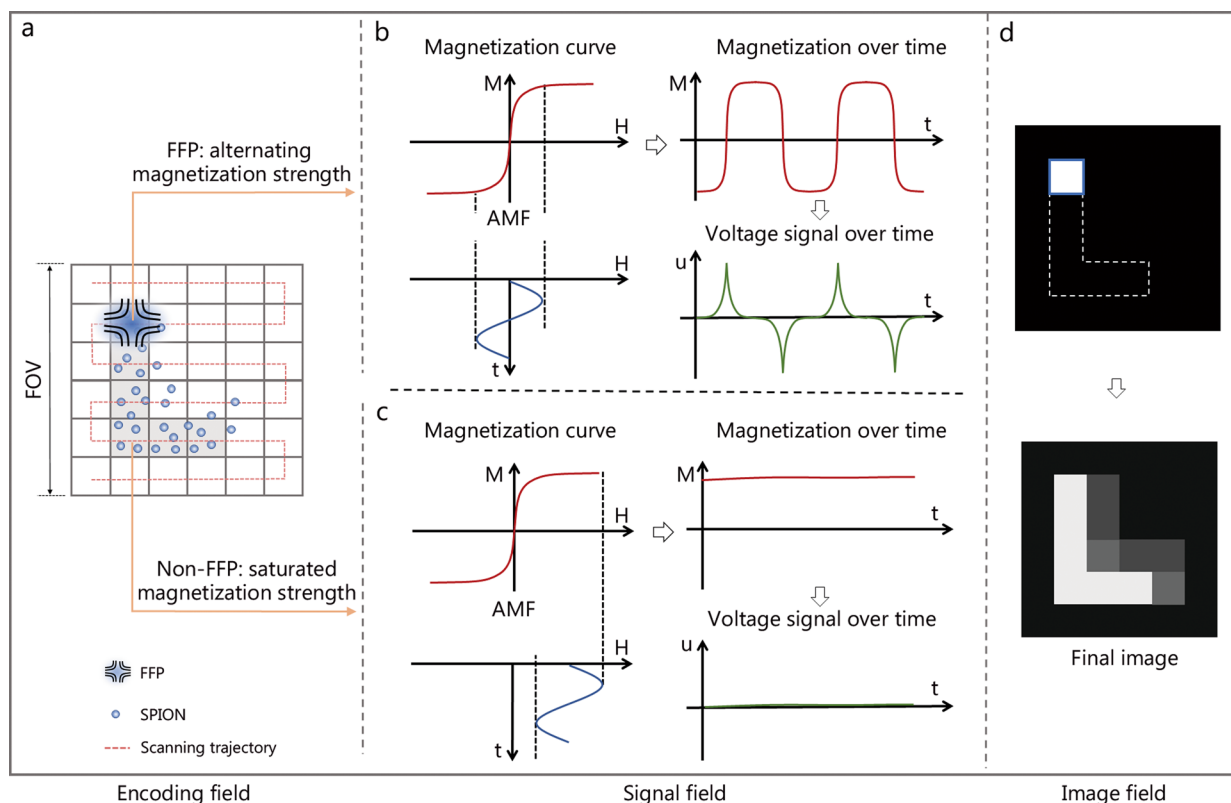 a
FFP: alternating
magnetization strength
FOV
Non-FFP: saturated
magnetization strength
FFP
SPION
Scanning trajectory
Encoding field
b
Magnetization curve
M
H
AMF
H
t
Magnetization over time
M
t
Voltage signal over time
u
t
c
Magnetization curve
M
H
AMF
H
t
Magnetization over time
M
t
Voltage signal over time
u
t
Signal field
d
Final image
Image field